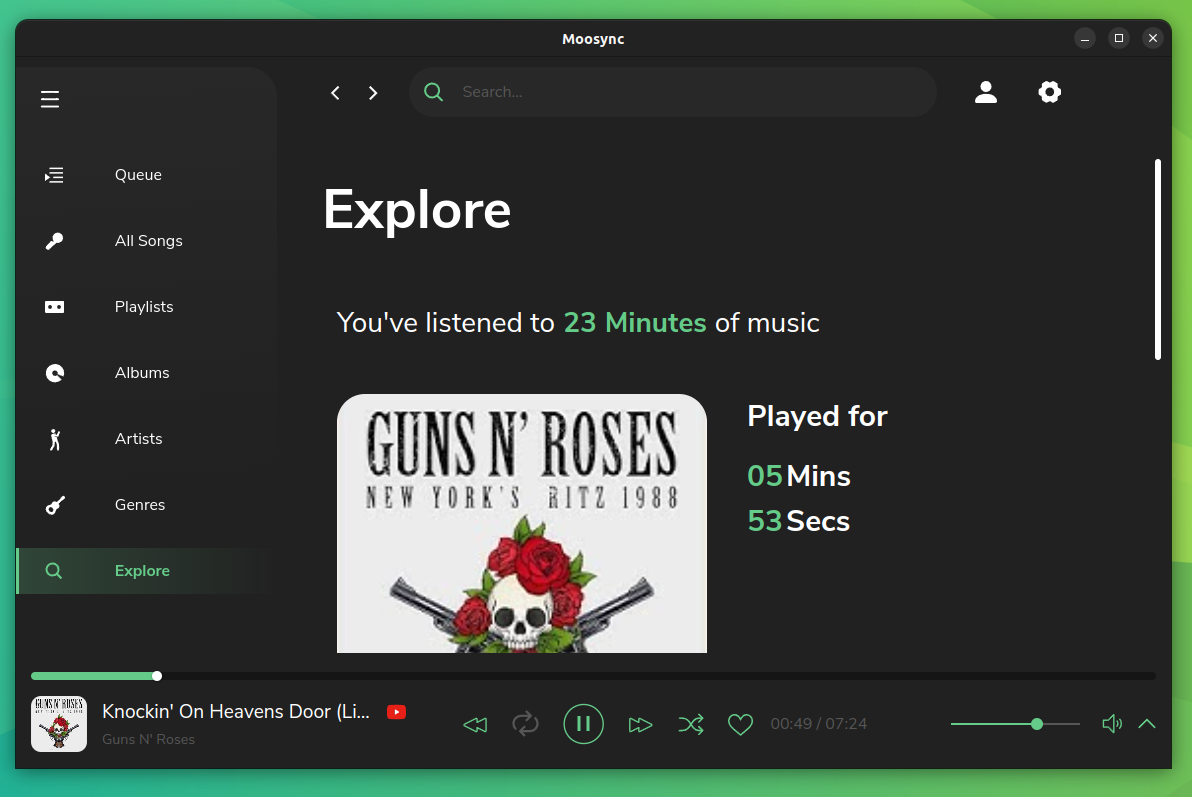 Moosync
Search...
Queue
All Songs
Playlists
Albums
Artists
Genres
Explore
Explore
You've listened to 23 Minutes of music
GUNS N' ROSES
NEW YORK'S RITZ 1988
Played for
05 Mins
53 Secs
GUNS N' ROSES
Knockin' On Heavens Door (Li...
Guns N' Roses
00:49 / 07:24